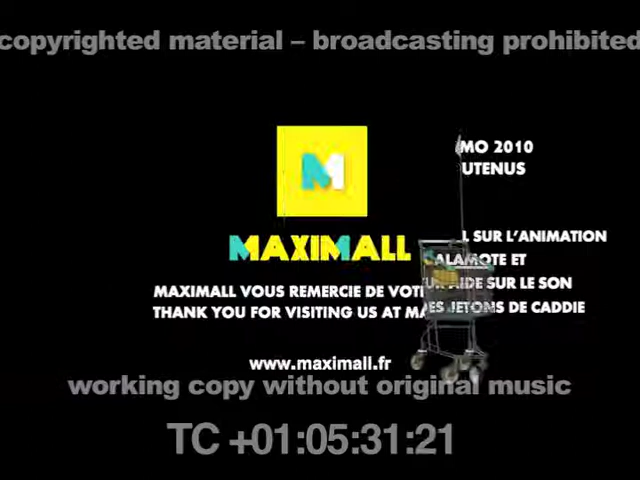 copyrighted material – broadcasting prohibited
MO 2010
UTENUS
M
MAXIMALL
L SUR L'ANIMATION
ALAMOTE ET
AIDE SUR LE SON
ES JETONS DE CADDIE
MAXIMALL VOUS REMERCIE DE VOT
THANK YOU FOR VISITING US AT MA
www.maximall.fr
working copy without original music
TC +01:05:31:21